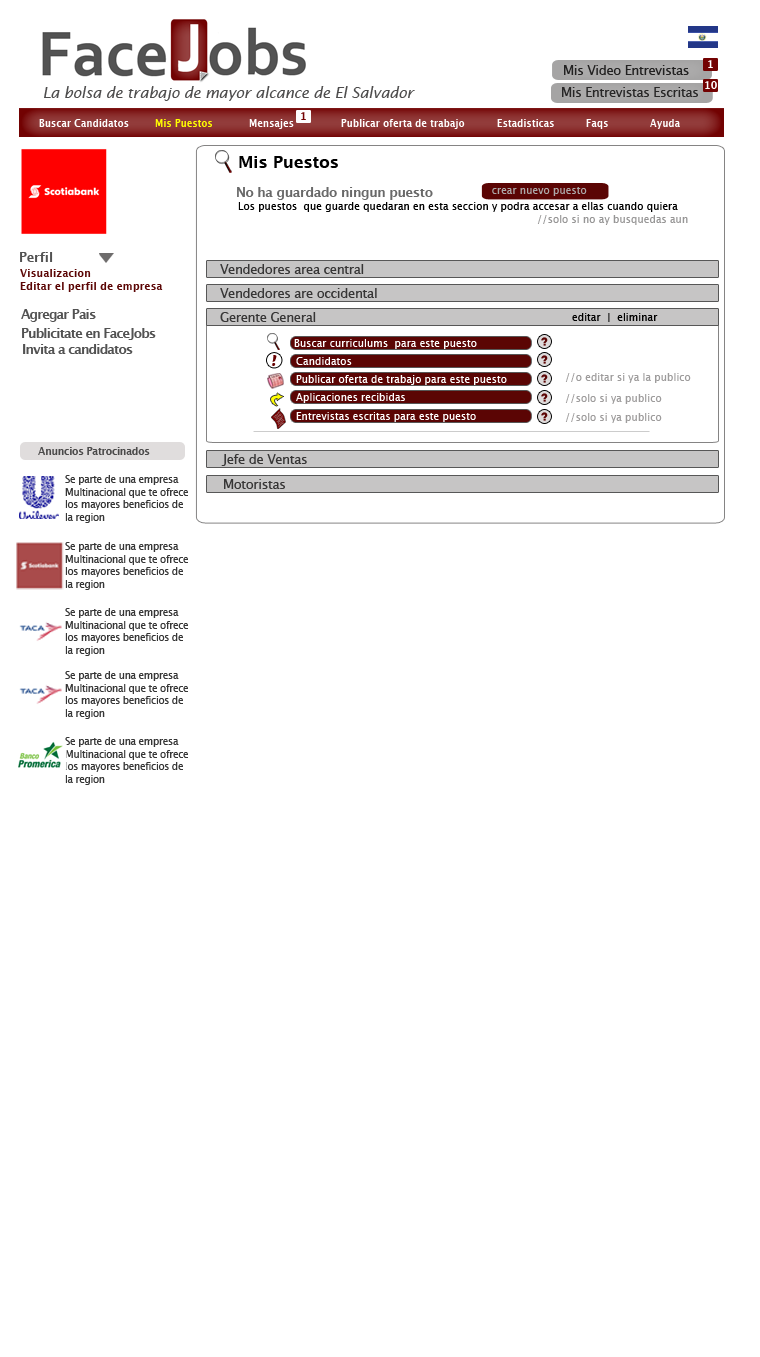 FaceJobs
La bolsa de trabajo de mayor alcance de El Salvador
Mis Video Entrevistas 1
Mis Entrevistas Escritas 10
Buscar Candidatos Mis Puestos Mensajes 1 Publicar oferta de trabajo Estadisticas Faqs Ayuda
Scotiabank
Perfil
Visualizacion
Editar el perfil de empresa
Agregar Pais
Publicitate en FaceJobs
Invita a candidatos
Anuncios Patrocinados
Unilever
Se parte de una empresa
Multinacional que te ofrece
los mayores beneficios de
la region
Scotiabank
Se parte de una empresa
Multinacional que te ofrece
los mayores beneficios de
la region
TACA
Se parte de una empresa
Multinacional que te ofrece
los mayores beneficios de
la region
TACA
Se parte de una empresa
Multinacional que te ofrece
los mayores beneficios de
la region
Banco
Promerica
Se parte de una empresa
Multinacional que te ofrece
los mayores beneficios de
la region
Mis Puestos
No ha guardado ningun puesto crear nuevo puesto
Los puestos que guarde quedaran en esta seccion y podra accesar a ellas cuando quiera
//solo si no ay busquedas aun
Vendedores area central
Vendedores are occidental
Gerente General editar | eliminar
Buscar curriculums para este puesto ?
! Candidatos ?
Publicar oferta de trabajo para este puesto ? //o editar si ya la publico
Aplicaciones recibidas ? //solo si ya publico
Entrevistas escritas para este puesto ? //solo si ya publico
Jefe de Ventas
Motoristas